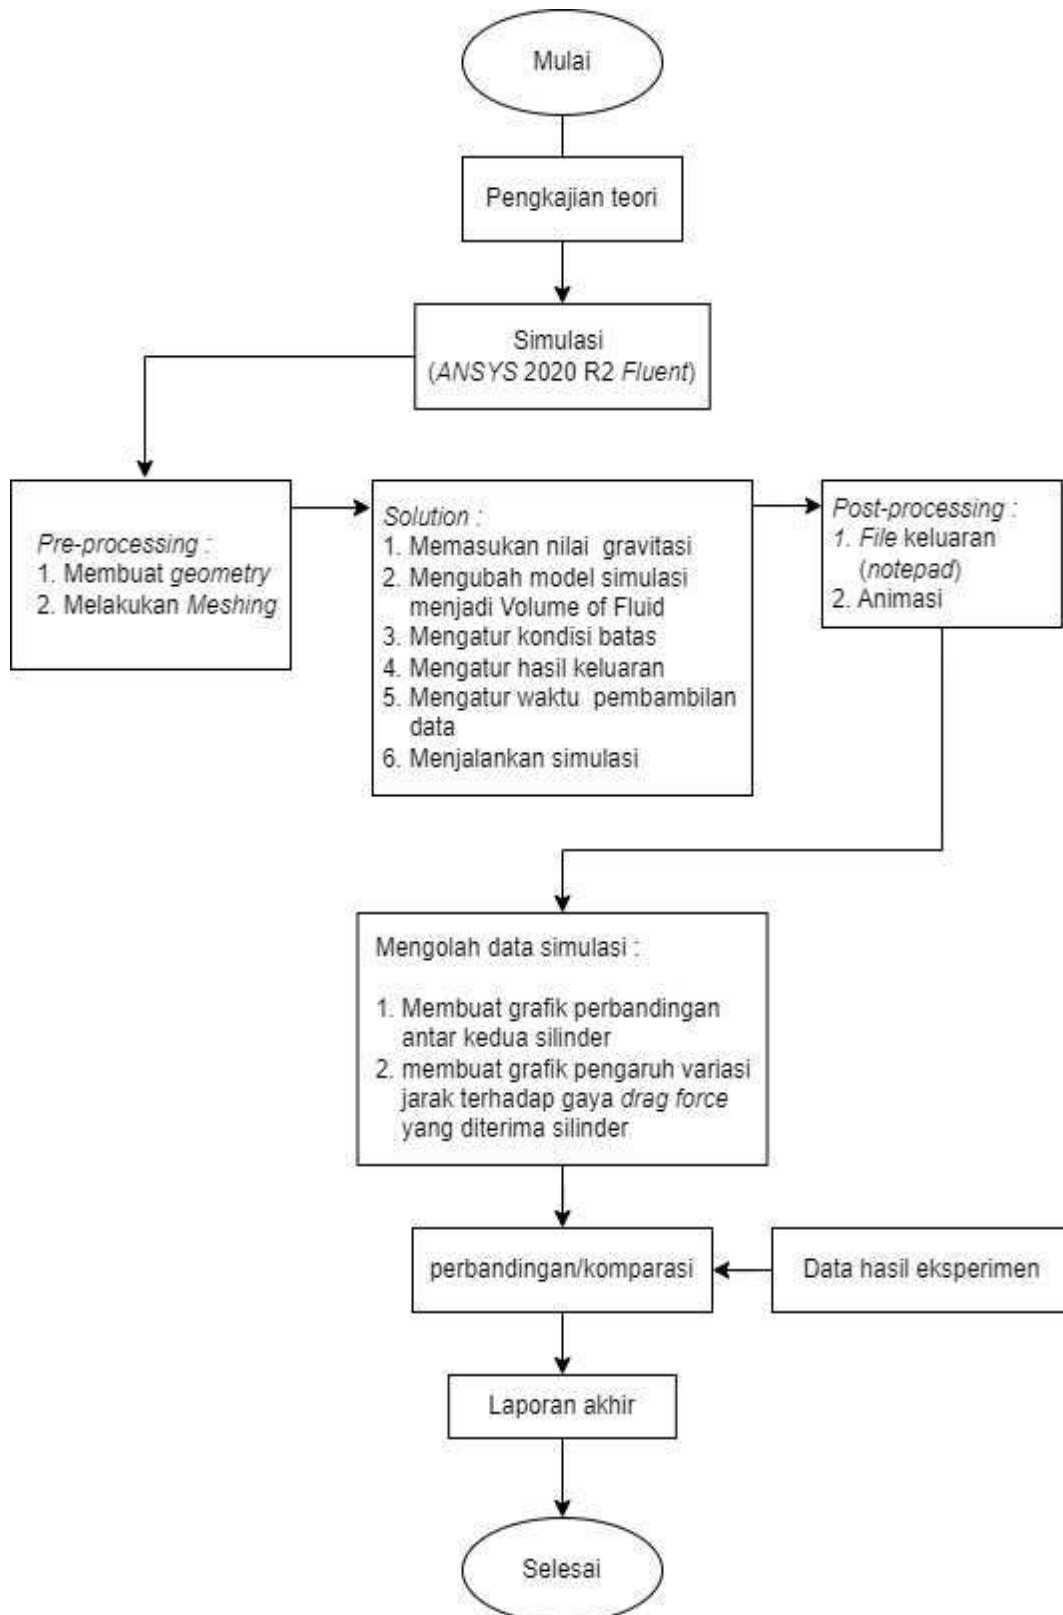 Mulai
Pengkajian teori
Simulasi
(ANSYS 2020 R2 Fluent)
Pre-processing :
1. Membuat geometry
2. Melakukan Meshing
Solution :
1. Memasukan nilai gravitasi
2. Mengubah model simulasi
menjadi Volume of Fluid
3. Mengatur kondisi batas
4. Mengatur hasil keluaran
5. Mengatur waktu pembambilan
data
6. Menjalankan simulasi
Post-processing :
1. File keluaran
(notepad)
2. Animasi
Mengolah data simulasi :
1. Membuat grafik perbandingan
antar kedua silinder
2. membuat grafik pengaruh variasi
jarak terhadap gaya drag force
yang diterima silinder
perbandingan/komparasi
Data hasil eksperimen
Laporan akhir
Selesai